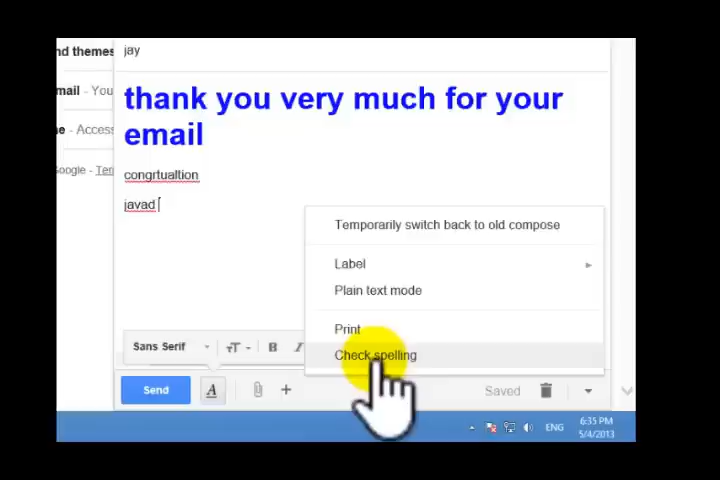 nd themes
jay
mail - You
thank you very much for your
email
e - Access
Google - Ter
congrtualtion
javad
Temporarily switch back to old compose
Label
Plain text mode
Print
Check spelling
Sans Serif
B
I
Send
A
Saved
ENG
6:35 PM
5/4/2013